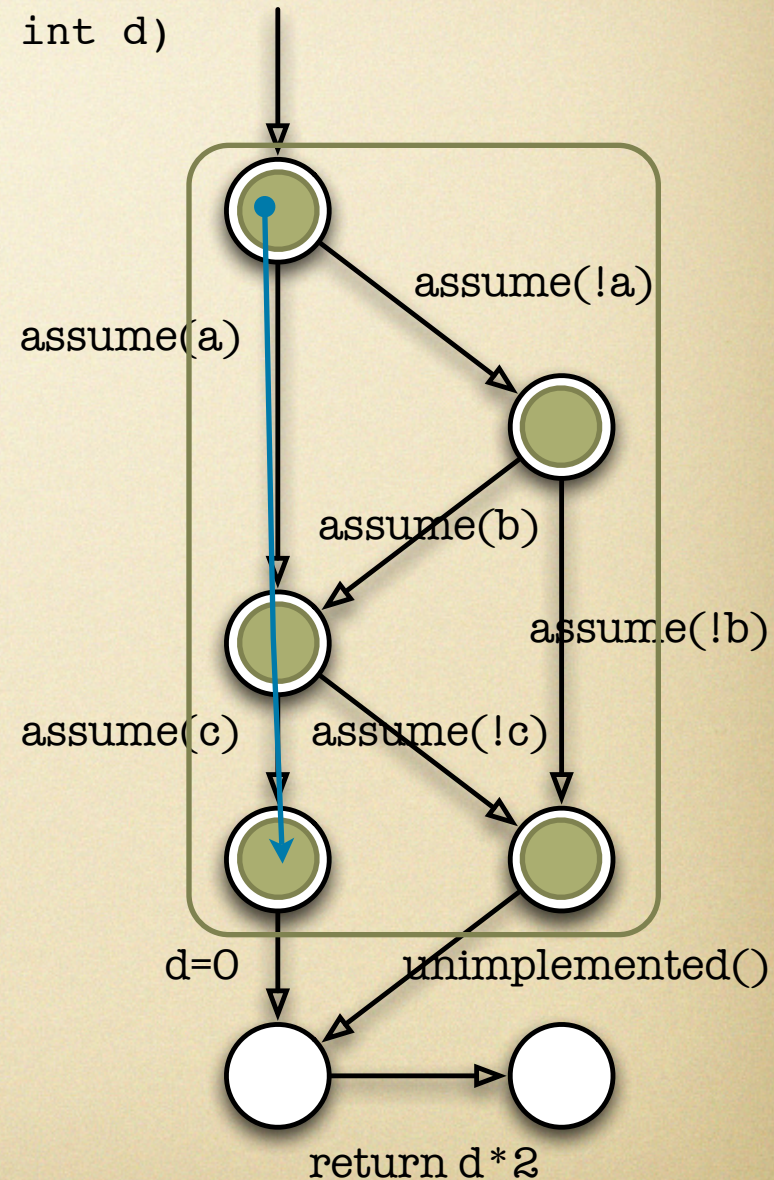 int d)
assume(!a)
assume(a)
assume(b)
assume(!b)
assume(c)
assume(!c)
d=0
unimplemented()
return d*2